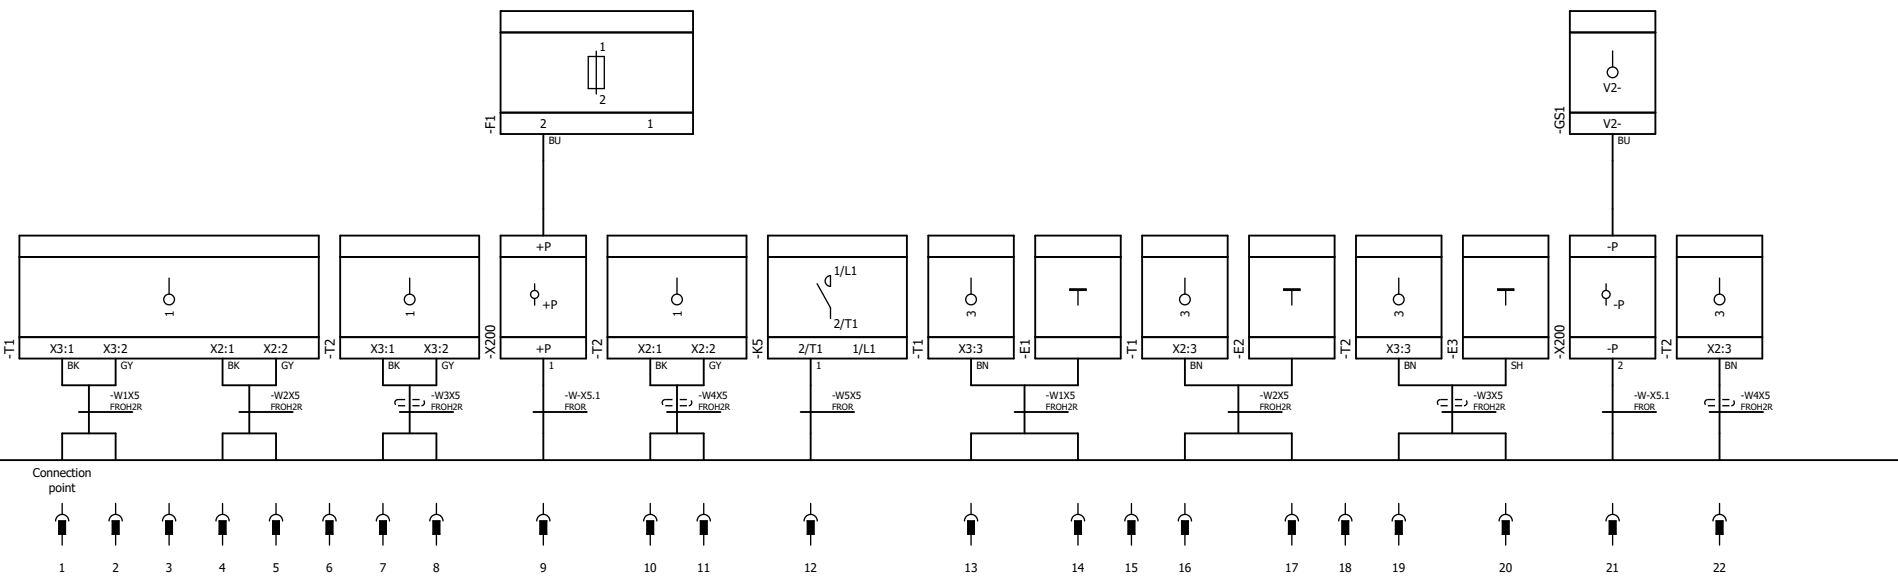 1
2
-F1
2 1
BU
V2-
-GS1
V2-
BU
+P
-P
1
1
+P
1
1/L1
2/T1
3
3
3
-P
3
-T1
X3:1 X3:2 X2:1 X2:2
-T2
X3:1 X3:2
-X200
+P
-T2
X2:1 X2:2
-K5
2/T1 1/L1
-T1
X3:3
-E1
-T1
X2:3
-E2
-T2
X3:3
-E3
-X200
-P
-T2
X2:3
BK GY BK GY BK GY 1 BK GY 1 BN BN BN SH 2 BN
-W1X5 -W2X5 -W3X5 -W-X5.1 -W4X5 -W5X5 -W1X5 -W2X5 -W3X5 -W-X5.1 -W4X5
FROH2R FROH2R FROH2R FROR FROH2R FROR FROH2R FROH2R FROH2R FROR FROH2R
Connection
point
1 2 3 4 5 6 7 8 9 10 11 12 13 14 15 16 17 18 19 20 21 22